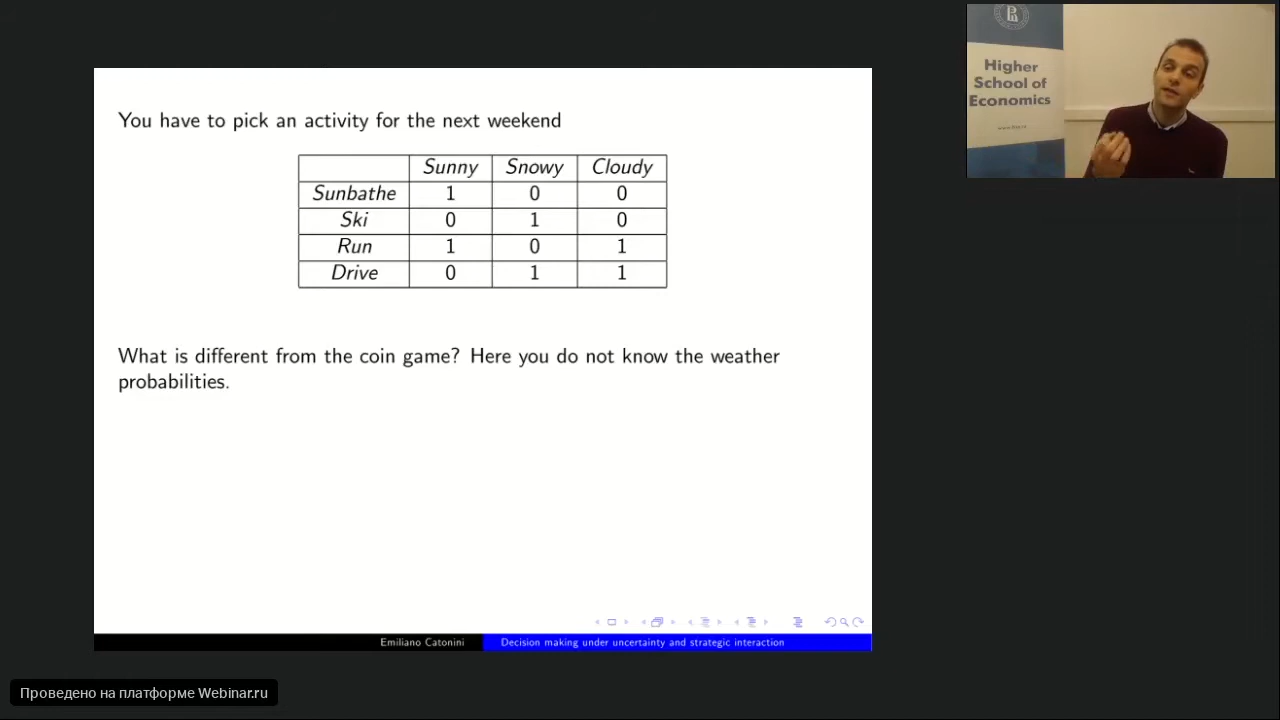 You have to pick an activity for the next weekend
Sunny Snowy Cloudy
Sunbathe 1 0 0
Ski 0 1 0
Run 1 0 1
Drive 0 1 1
What is different from the coin game? Here you do not know the weather
probabilities.
Emiliano Catonini Decision making under uncertainty and strategic interaction
Higher
School of
Economics
Проведено на платформе Webinar.ru